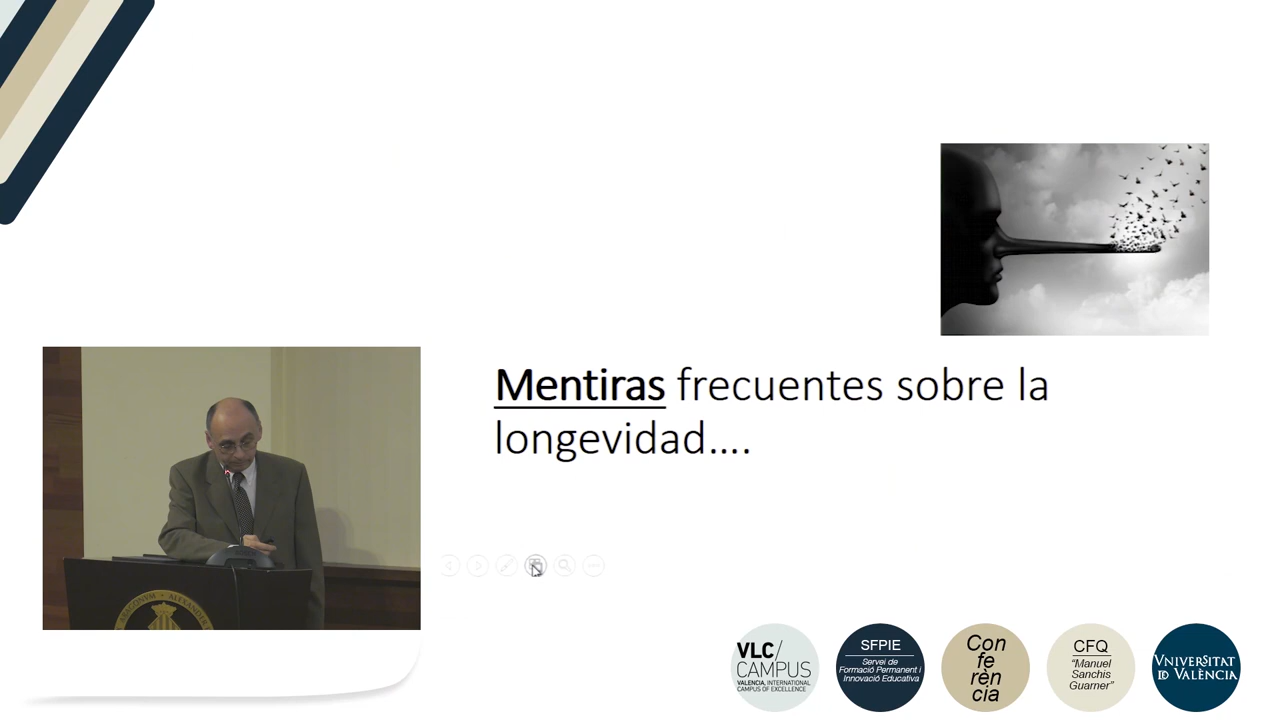 Mentiras frecuentes sobre la
longevidad....
VLC/
CAMPUS
VALENCIA, INTERNATIONAL
CAMPUS OF EXCELLENCE
SFPIE
Servei de
Formació Permanent i
Innovació Educativa
Con
fe
rèn
cia
CFQ
"Manuel
Sanchis
Guarner"
VNIVERSITAT
ID VALÈNCIA